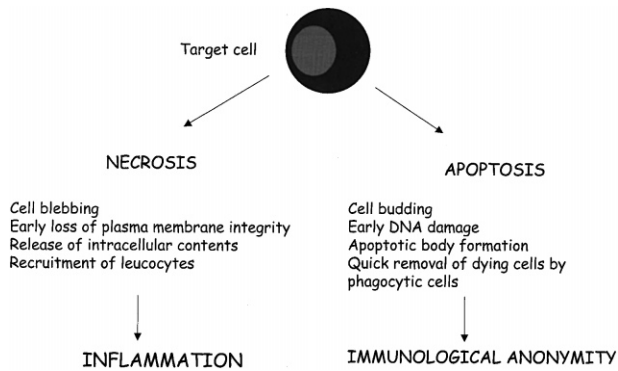 Target cell
NECROSIS
Cell blebbing
Early loss of plasma membrane integrity
Release of intracellular contents
Recruitment of leucocytes
INFLAMMATION
APOPTOSIS
Cell budding
Early DNA damage
Apoptotic body formation
Quick removal of dying cells by
phagocytic cells
IMMUNOLOGICAL ANONYMITY